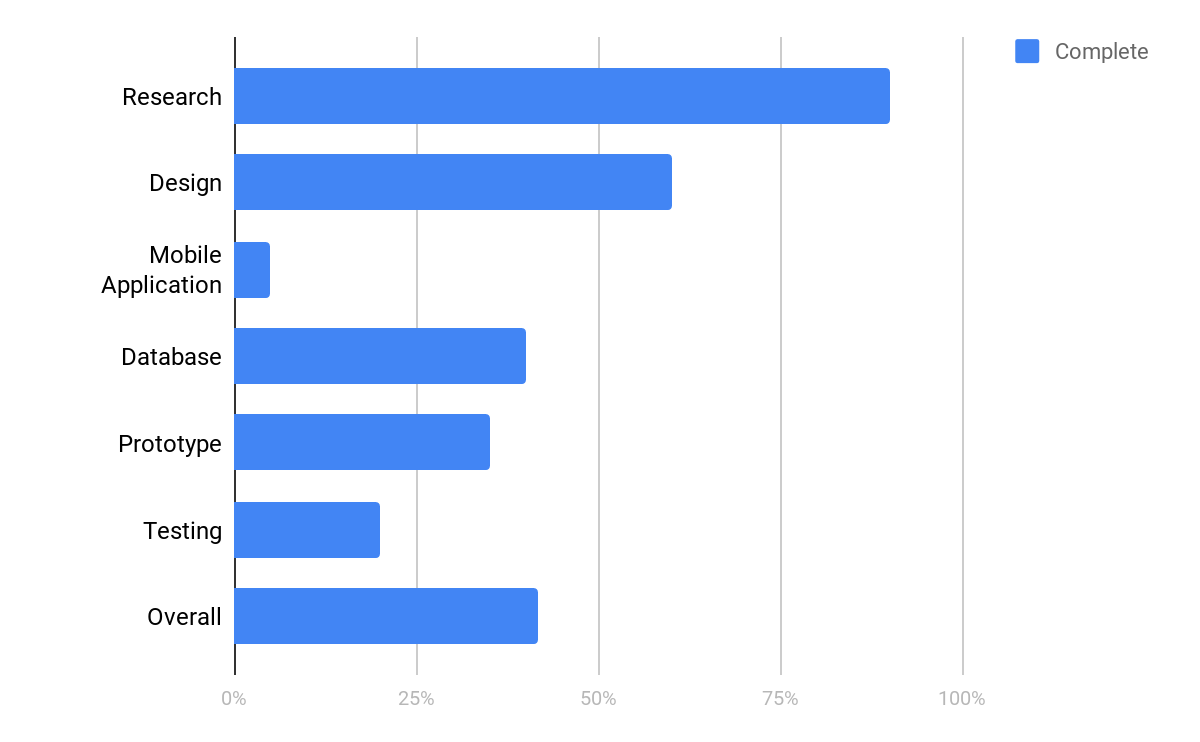 Complete
Research
Design
Mobile
Application
Database
Prototype
Testing
Overall
0% 25% 50% 75% 100%